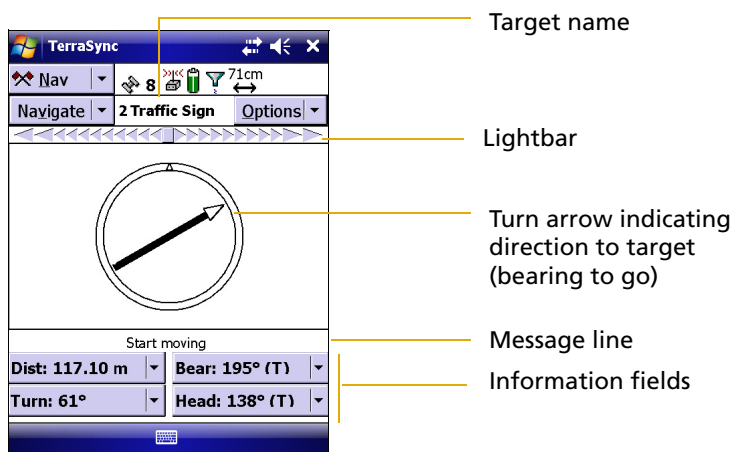 Target name
TerraSync
Nav
8
71cm
Navigate
2 Traffic Sign
Options
Lightbar
Turn arrow indicating
direction to target
(bearing to go)
Start moving
Message line
Dist: 117.10 m
Bear: 195° (T)
Information fields
Turn: 61°
Head: 138° (T)